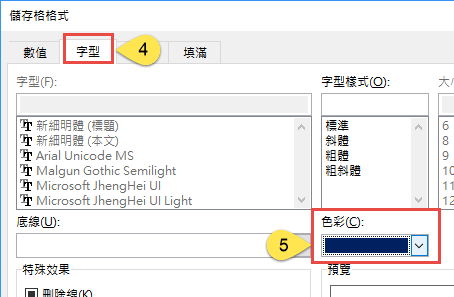 儲存格格式
數值 字型 填滿
4
字型(F): 字型樣式(O): 大小
新細明體 (標題)
新細明體 (本文)
Arial Unicode MS
Malgun Gothic Semilight
Microsoft JhengHei UI
Microsoft JhengHei UI Light
標準
斜體
粗體
粗斜體
6
8
9
10
11
12
底線(U): 色彩(C):
5
特殊效果 預覽
刪除線(K)